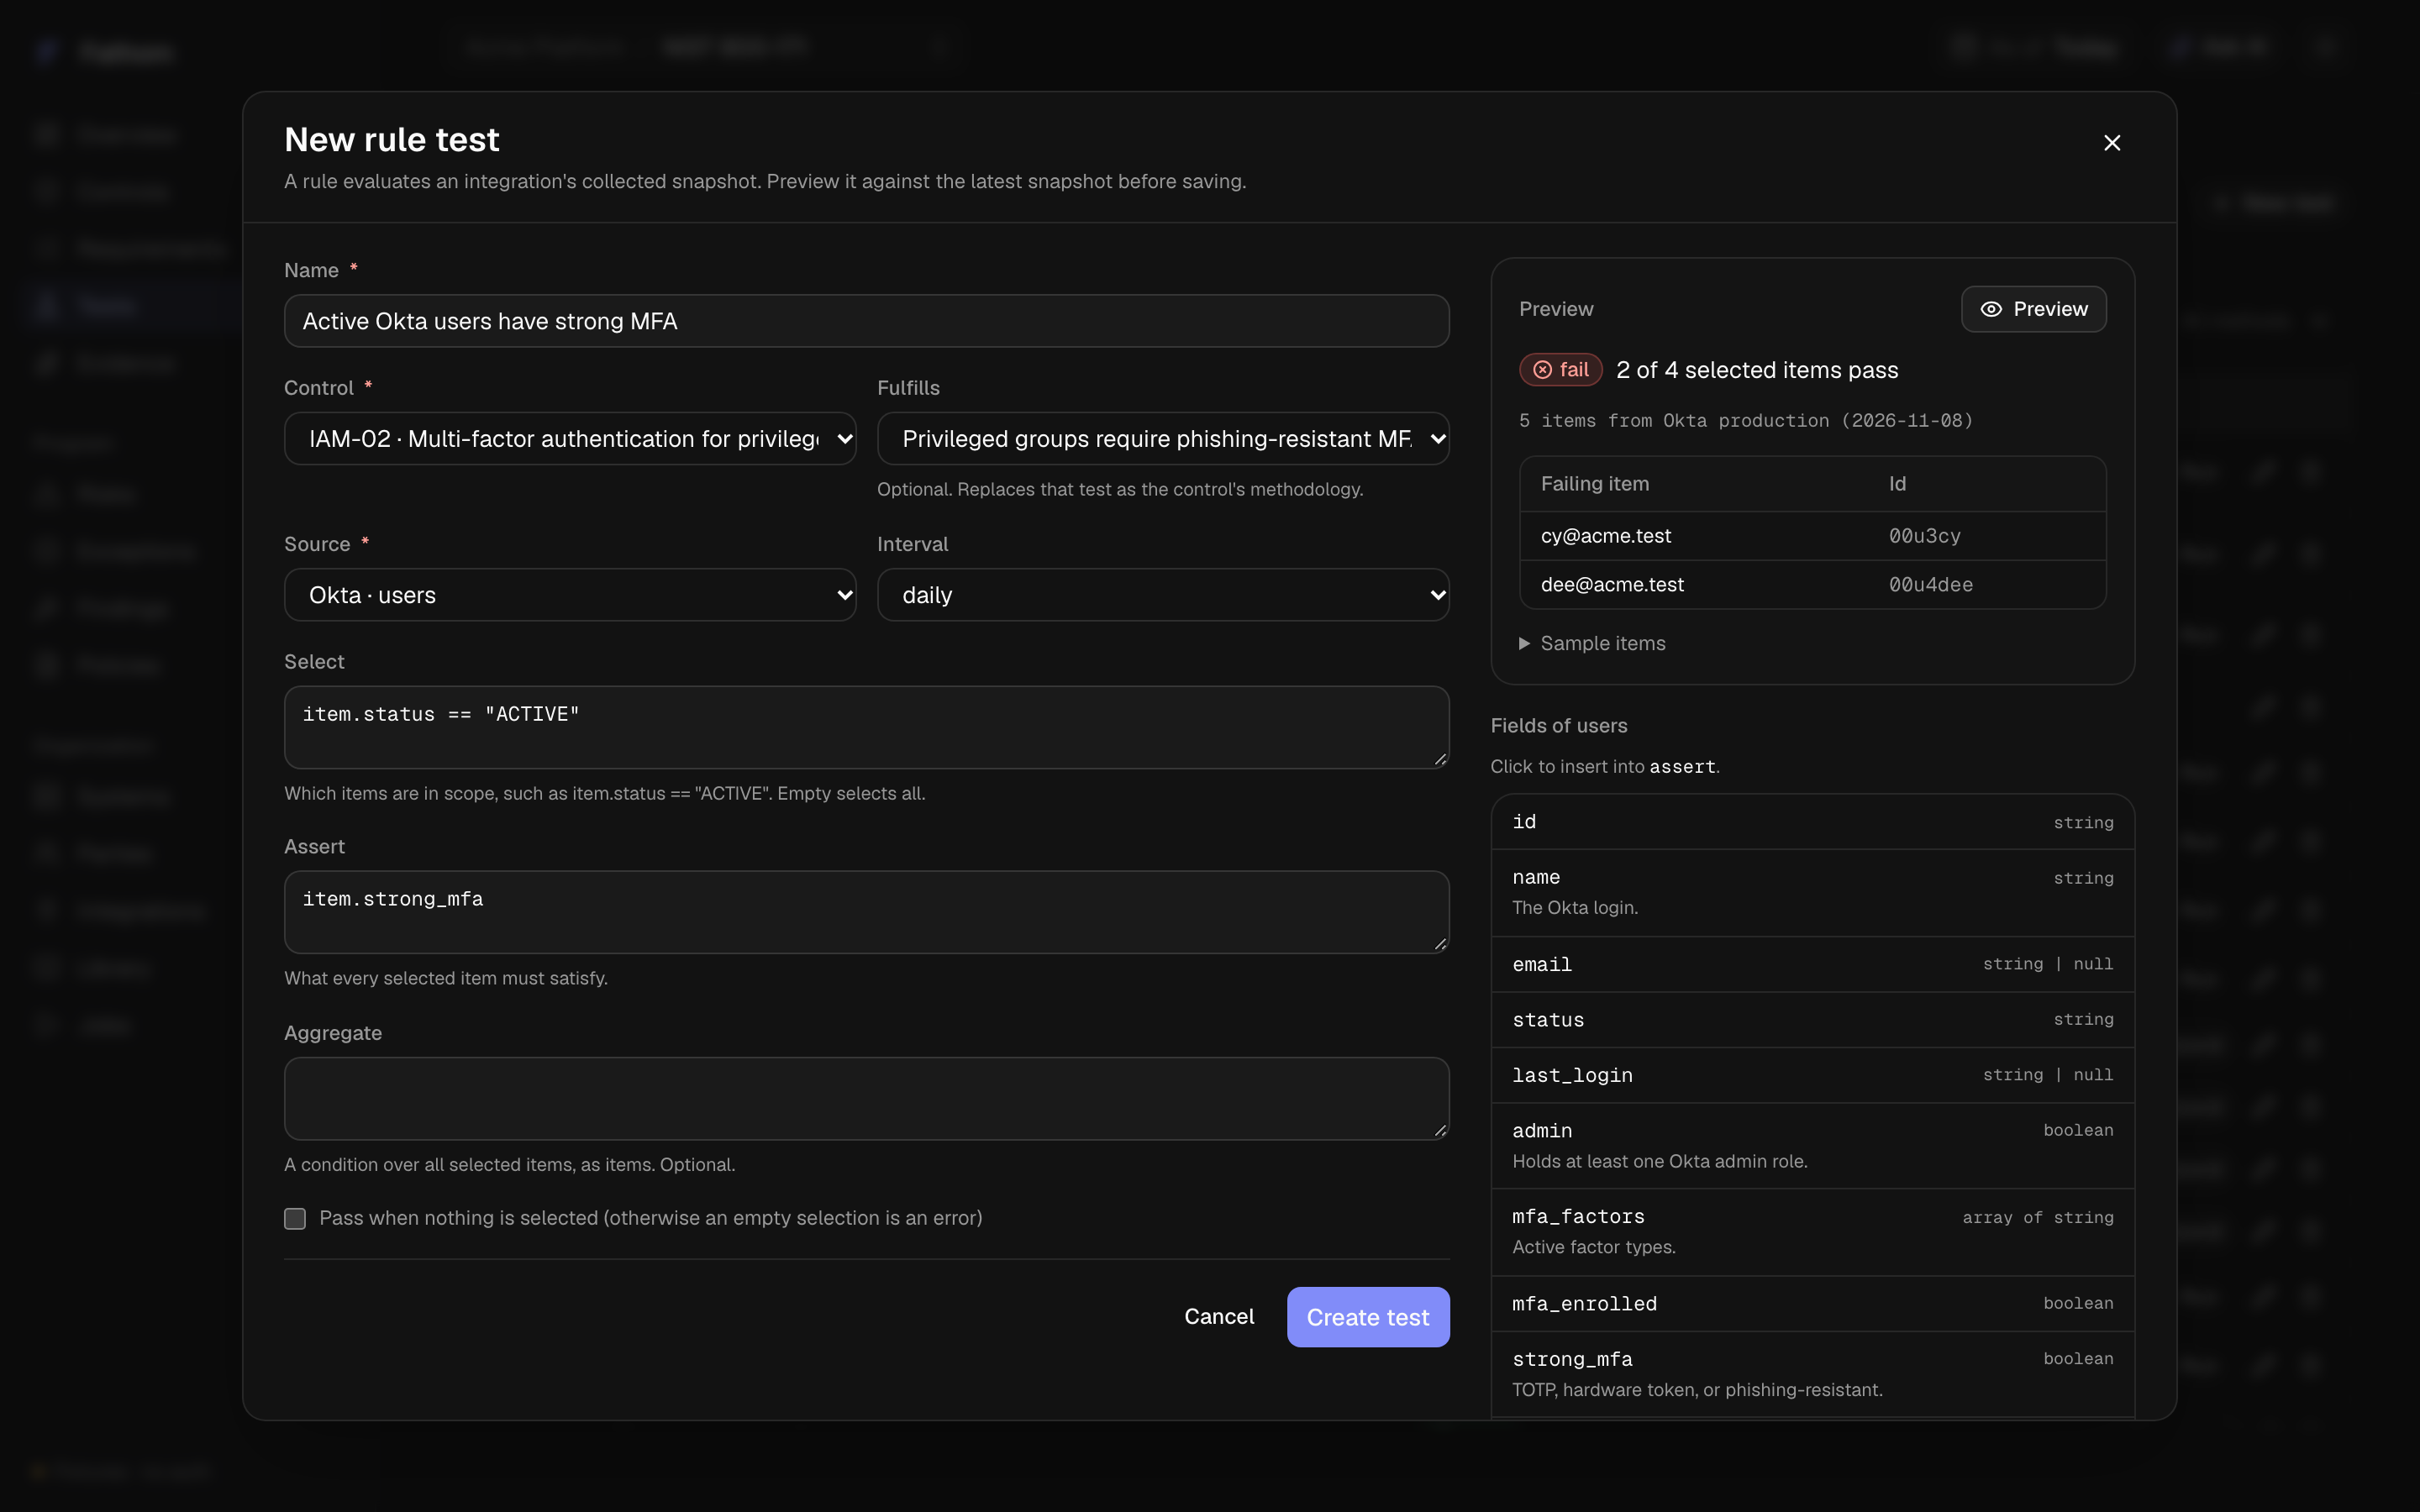 New rule test
A rule evaluates an integration's collected snapshot. Preview it against the latest snapshot before saving.
Name *
Active Okta users have strong MFA
Control *
IAM-02 · Multi-factor authentication for privileg
Fulfills
Privileged groups require phishing-resistant MF
Optional. Replaces that test as the control's methodology.
Source *
Okta · users
Interval
daily
Select
item.status == "ACTIVE"
Which items are in scope, such as item.status == "ACTIVE". Empty selects all.
Assert
item.strong_mfa
What every selected item must satisfy.
Aggregate
A condition over all selected items, as items. Optional.
Pass when nothing is selected (otherwise an empty selection is an error)
Cancel
Create test
Preview
Preview
fail 2 of 4 selected items pass
5 items from Okta production (2026-11-08)
Failing item Id
cy@acme.test 00u3cy
dee@acme.test 00u4dee
Sample items
Fields of users
Click to insert into assert.
id string
name string
The Okta login.
email string | null
status string
last_login string | null
admin boolean
Holds at least one Okta admin role.
mfa_factors array of string
Active factor types.
mfa_enrolled boolean
strong_mfa boolean
TOTP, hardware token, or phishing-resistant.